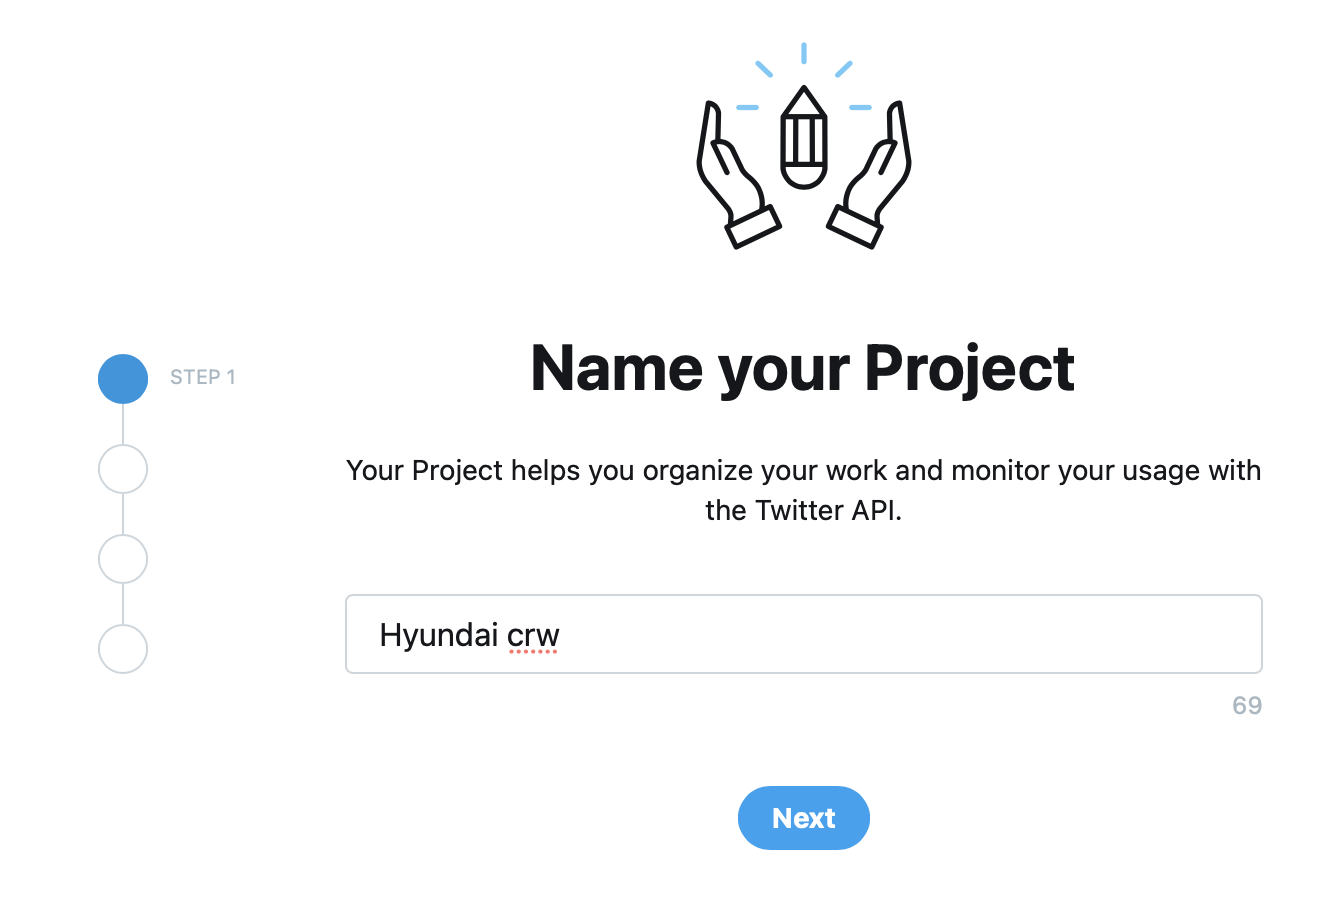 STEP 1
Name your Project
Your Project helps you organize your work and monitor your usage with
the Twitter API.
Hyundai crw
69
Next